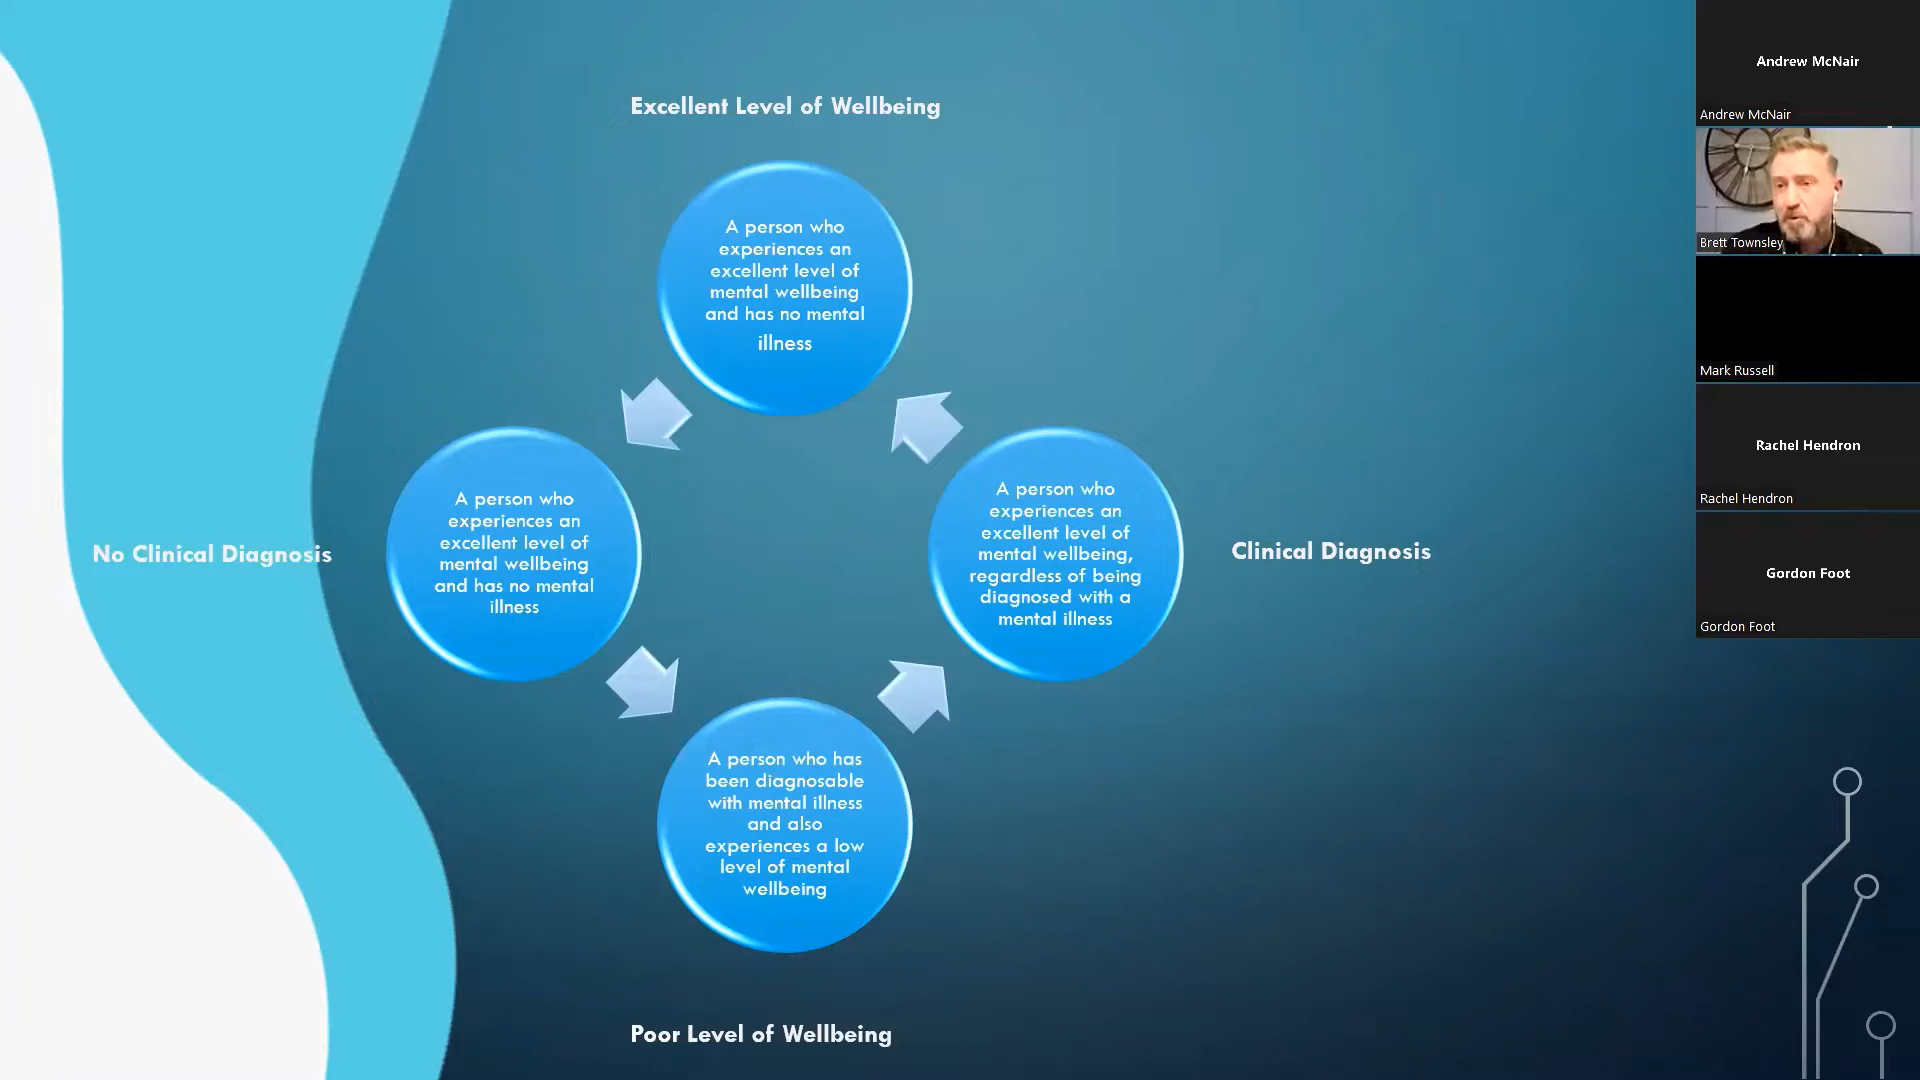 Excellent Level of Wellbeing
A person who
experiences an
excellent level of
mental wellbeing
and has no mental
illness
No Clinical Diagnosis
A person who
experiences an
excellent level of
mental wellbeing
and has no mental
illness
A person who
experiences an
excellent level of
mental wellbeing,
regardless of being
diagnosed with a
mental illness
Clinical Diagnosis
A person who has
been diagnosable
with mental illness
and also
experiences a low
level of mental
wellbeing
Poor Level of Wellbeing
Andrew McNair
Andrew McNair
Brett Townsley
Mark Russell
Rachel Hendron
Rachel Hendron
Gordon Foot
Gordon Foot